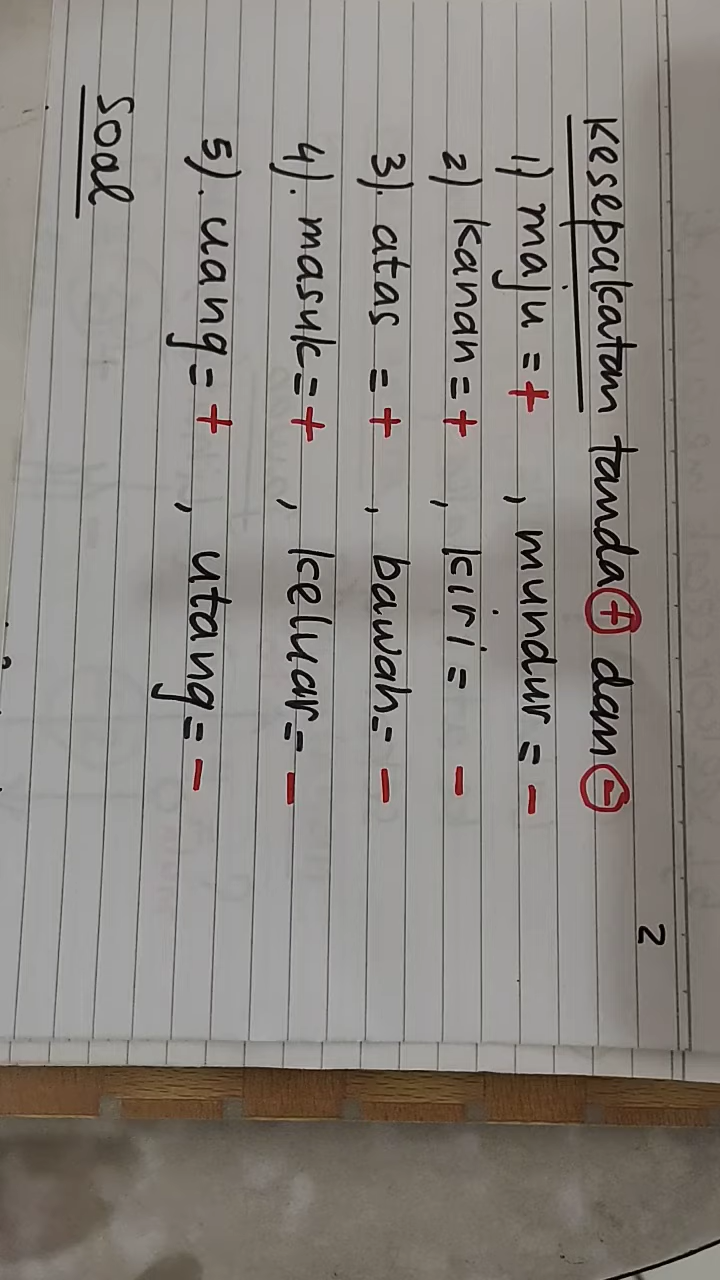 2
kesepakatan tanda + dan -
1) maju = + , mundur = -
2) kanan = + , kiri = -
3). atas = + , bawah = -
4). masuk = + , keluar = -
5). uang = + , utang = -
Soal